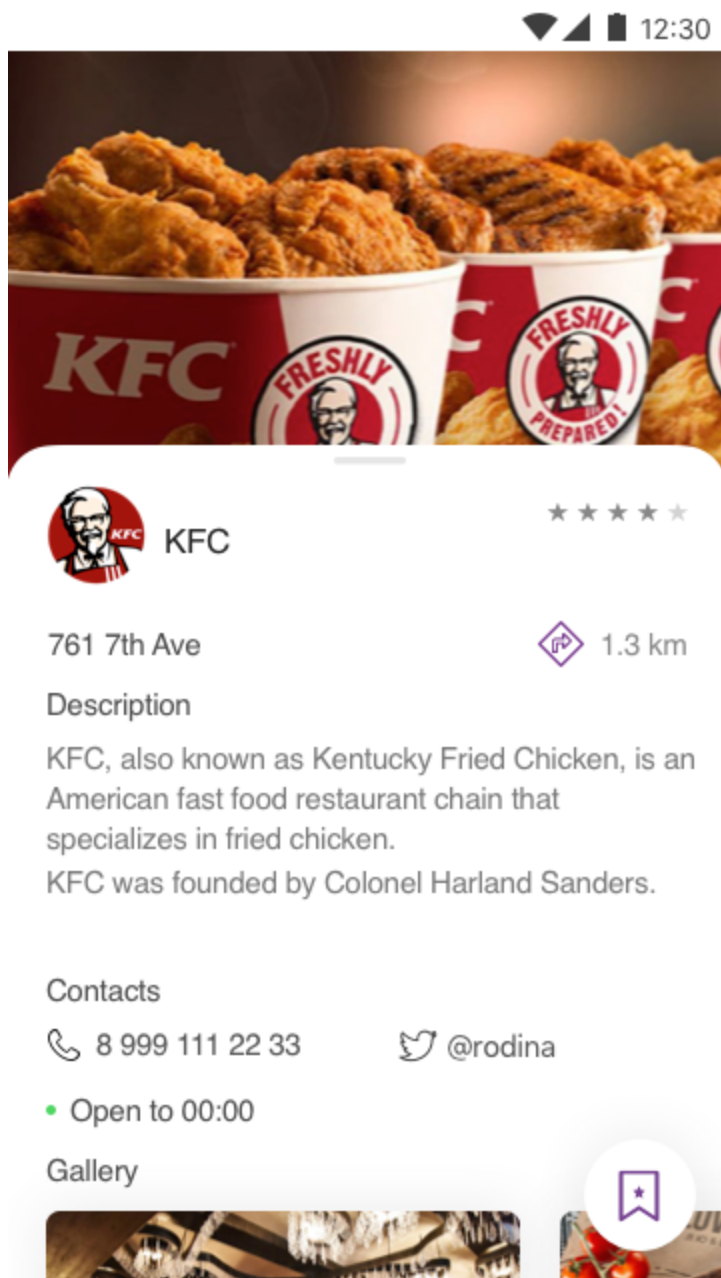 12:30
KFC
FRESHLY
C
FRESHLY
PREPARED!
C
KFC
KFC
761 7th Ave
1.3 km
Description
KFC, also known as Kentucky Fried Chicken, is an
American fast food restaurant chain that
specializes in fried chicken.
KFC was founded by Colonel Harland Sanders.
Contacts
8 999 111 22 33
@rodina
Open to 00:00
Gallery